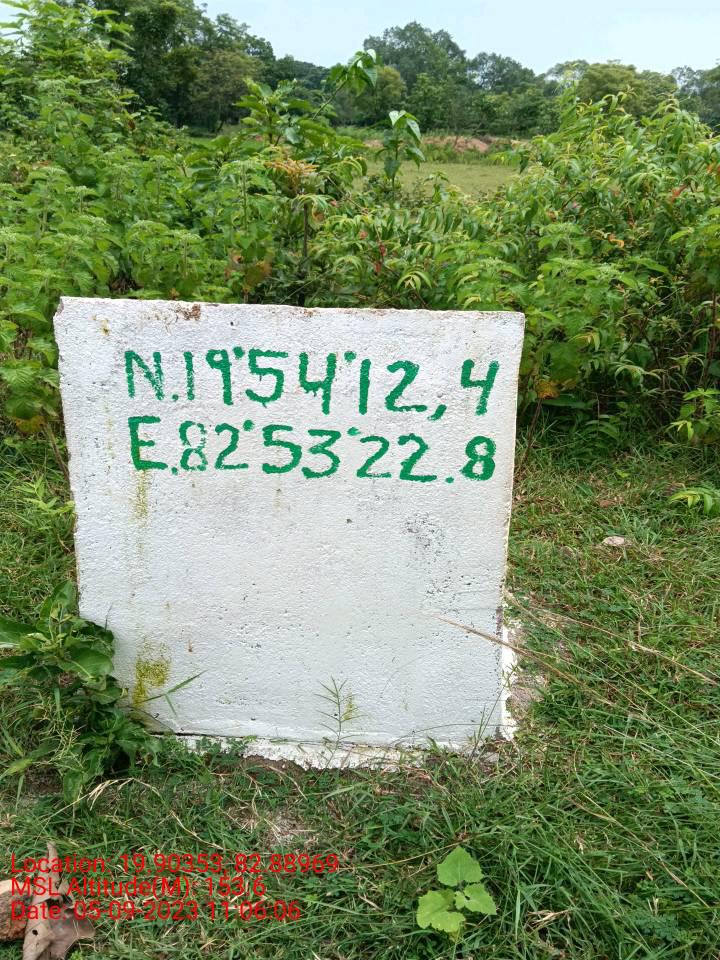 N.19°54°12,4
E.82°53°22.8
Location: 19.90353, 82.88969
MSL Altitude(M): 153.6
Date: 05-09-2023 11:06:06